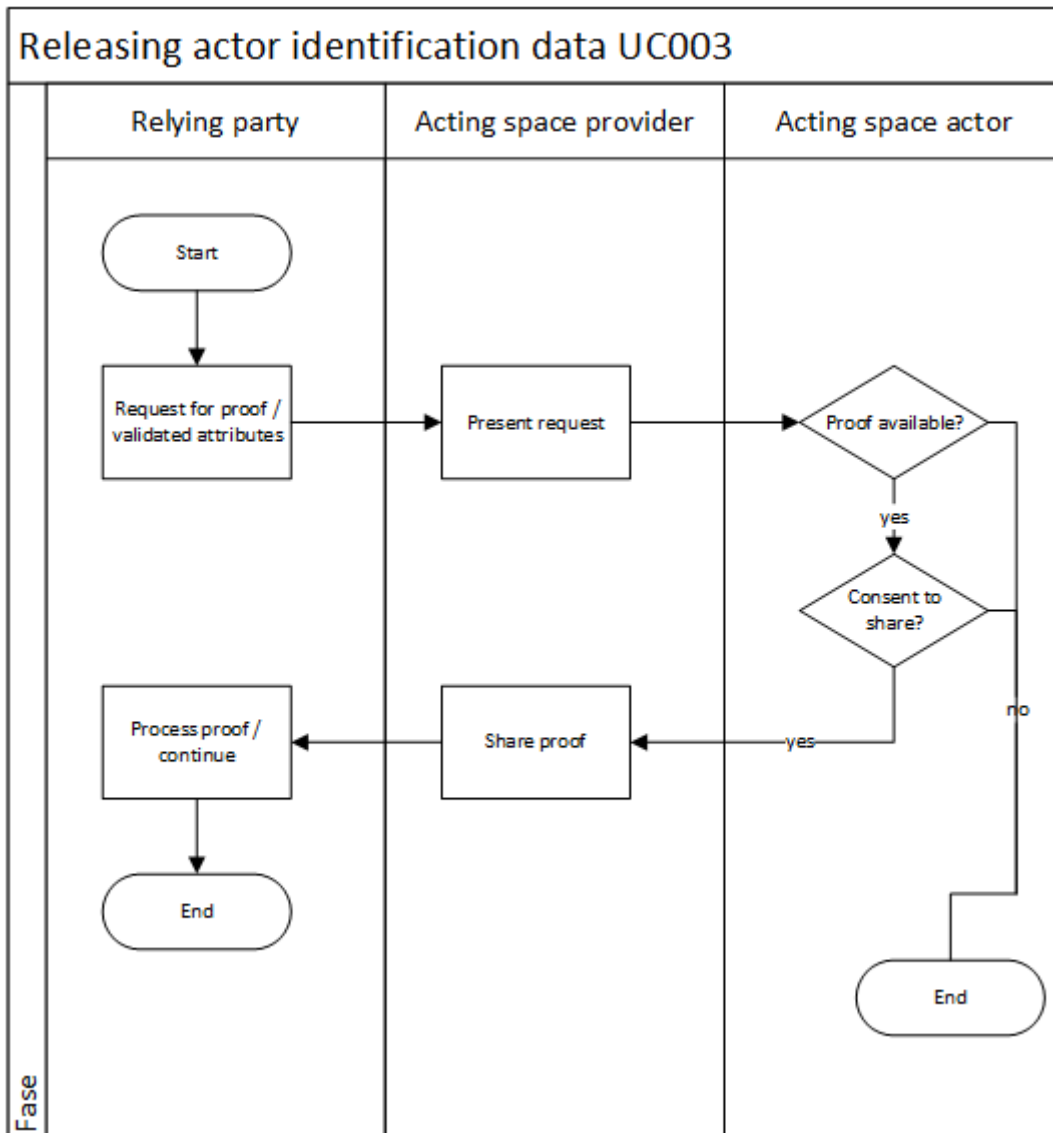 Releasing actor identification data UC003
Relying party
Acting space provider
Acting space actor
Start
Request for proof /
validated attributes
Present request
Proof available?
yes
Consent to
share?
Process proof /
continue
Share proof
yes
no
End
End
Fase